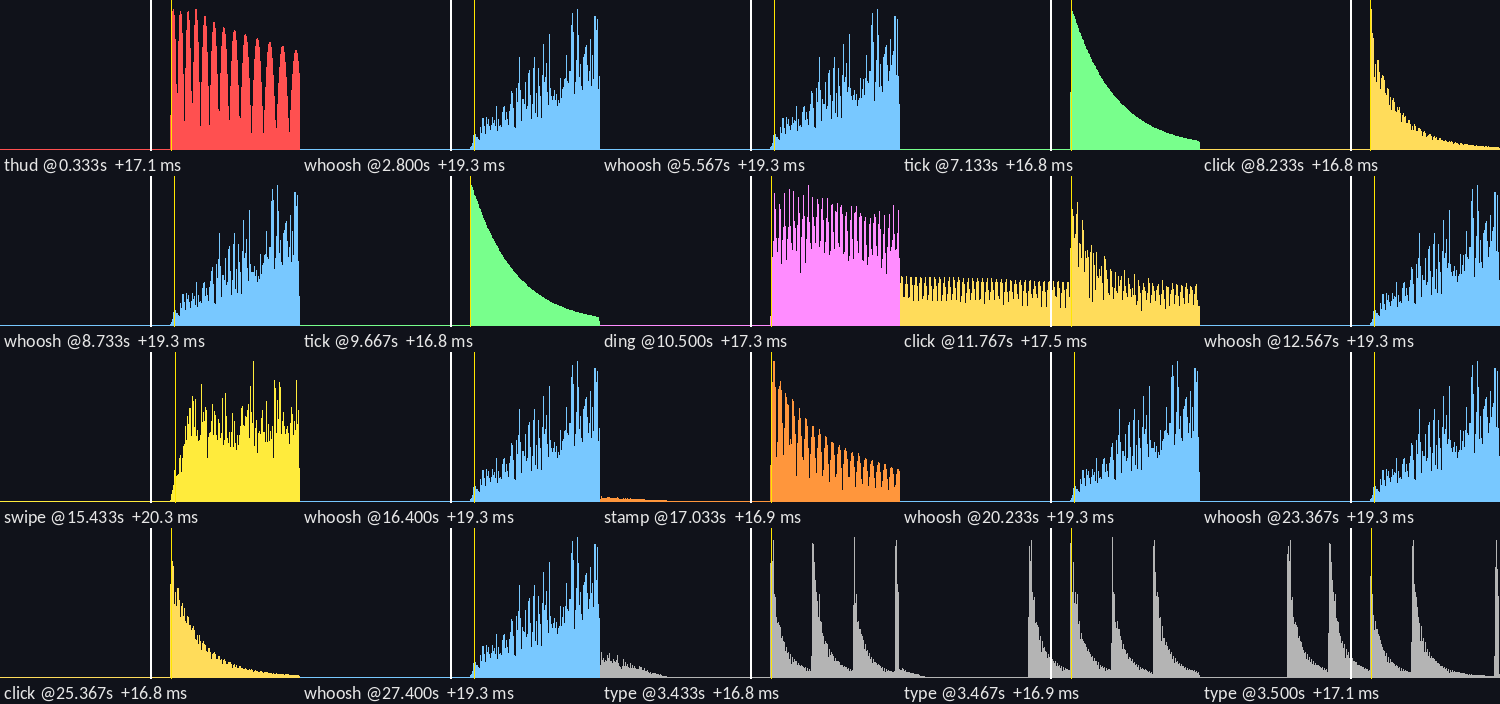 thud @0.333s +17.1 ms
whoosh @2.800s +19.3 ms
whoosh @5.567s +19.3 ms
tick @7.133s +16.8 ms
click @8.233s +16.8 ms
whoosh @8.733s +19.3 ms
tick @9.667s +16.8 ms
ding @10.500s +17.3 ms
click @11.767s +17.5 ms
whoosh @12.567s +19.3 ms
swipe @15.433s +20.3 ms
whoosh @16.400s +19.3 ms
stamp @17.033s +16.9 ms
whoosh @20.233s +19.3 ms
whoosh @23.367s +19.3 ms
click @25.367s +16.8 ms
whoosh @27.400s +19.3 ms
type @3.433s +16.8 ms
type @3.467s +16.9 ms
type @3.500s +17.1 ms